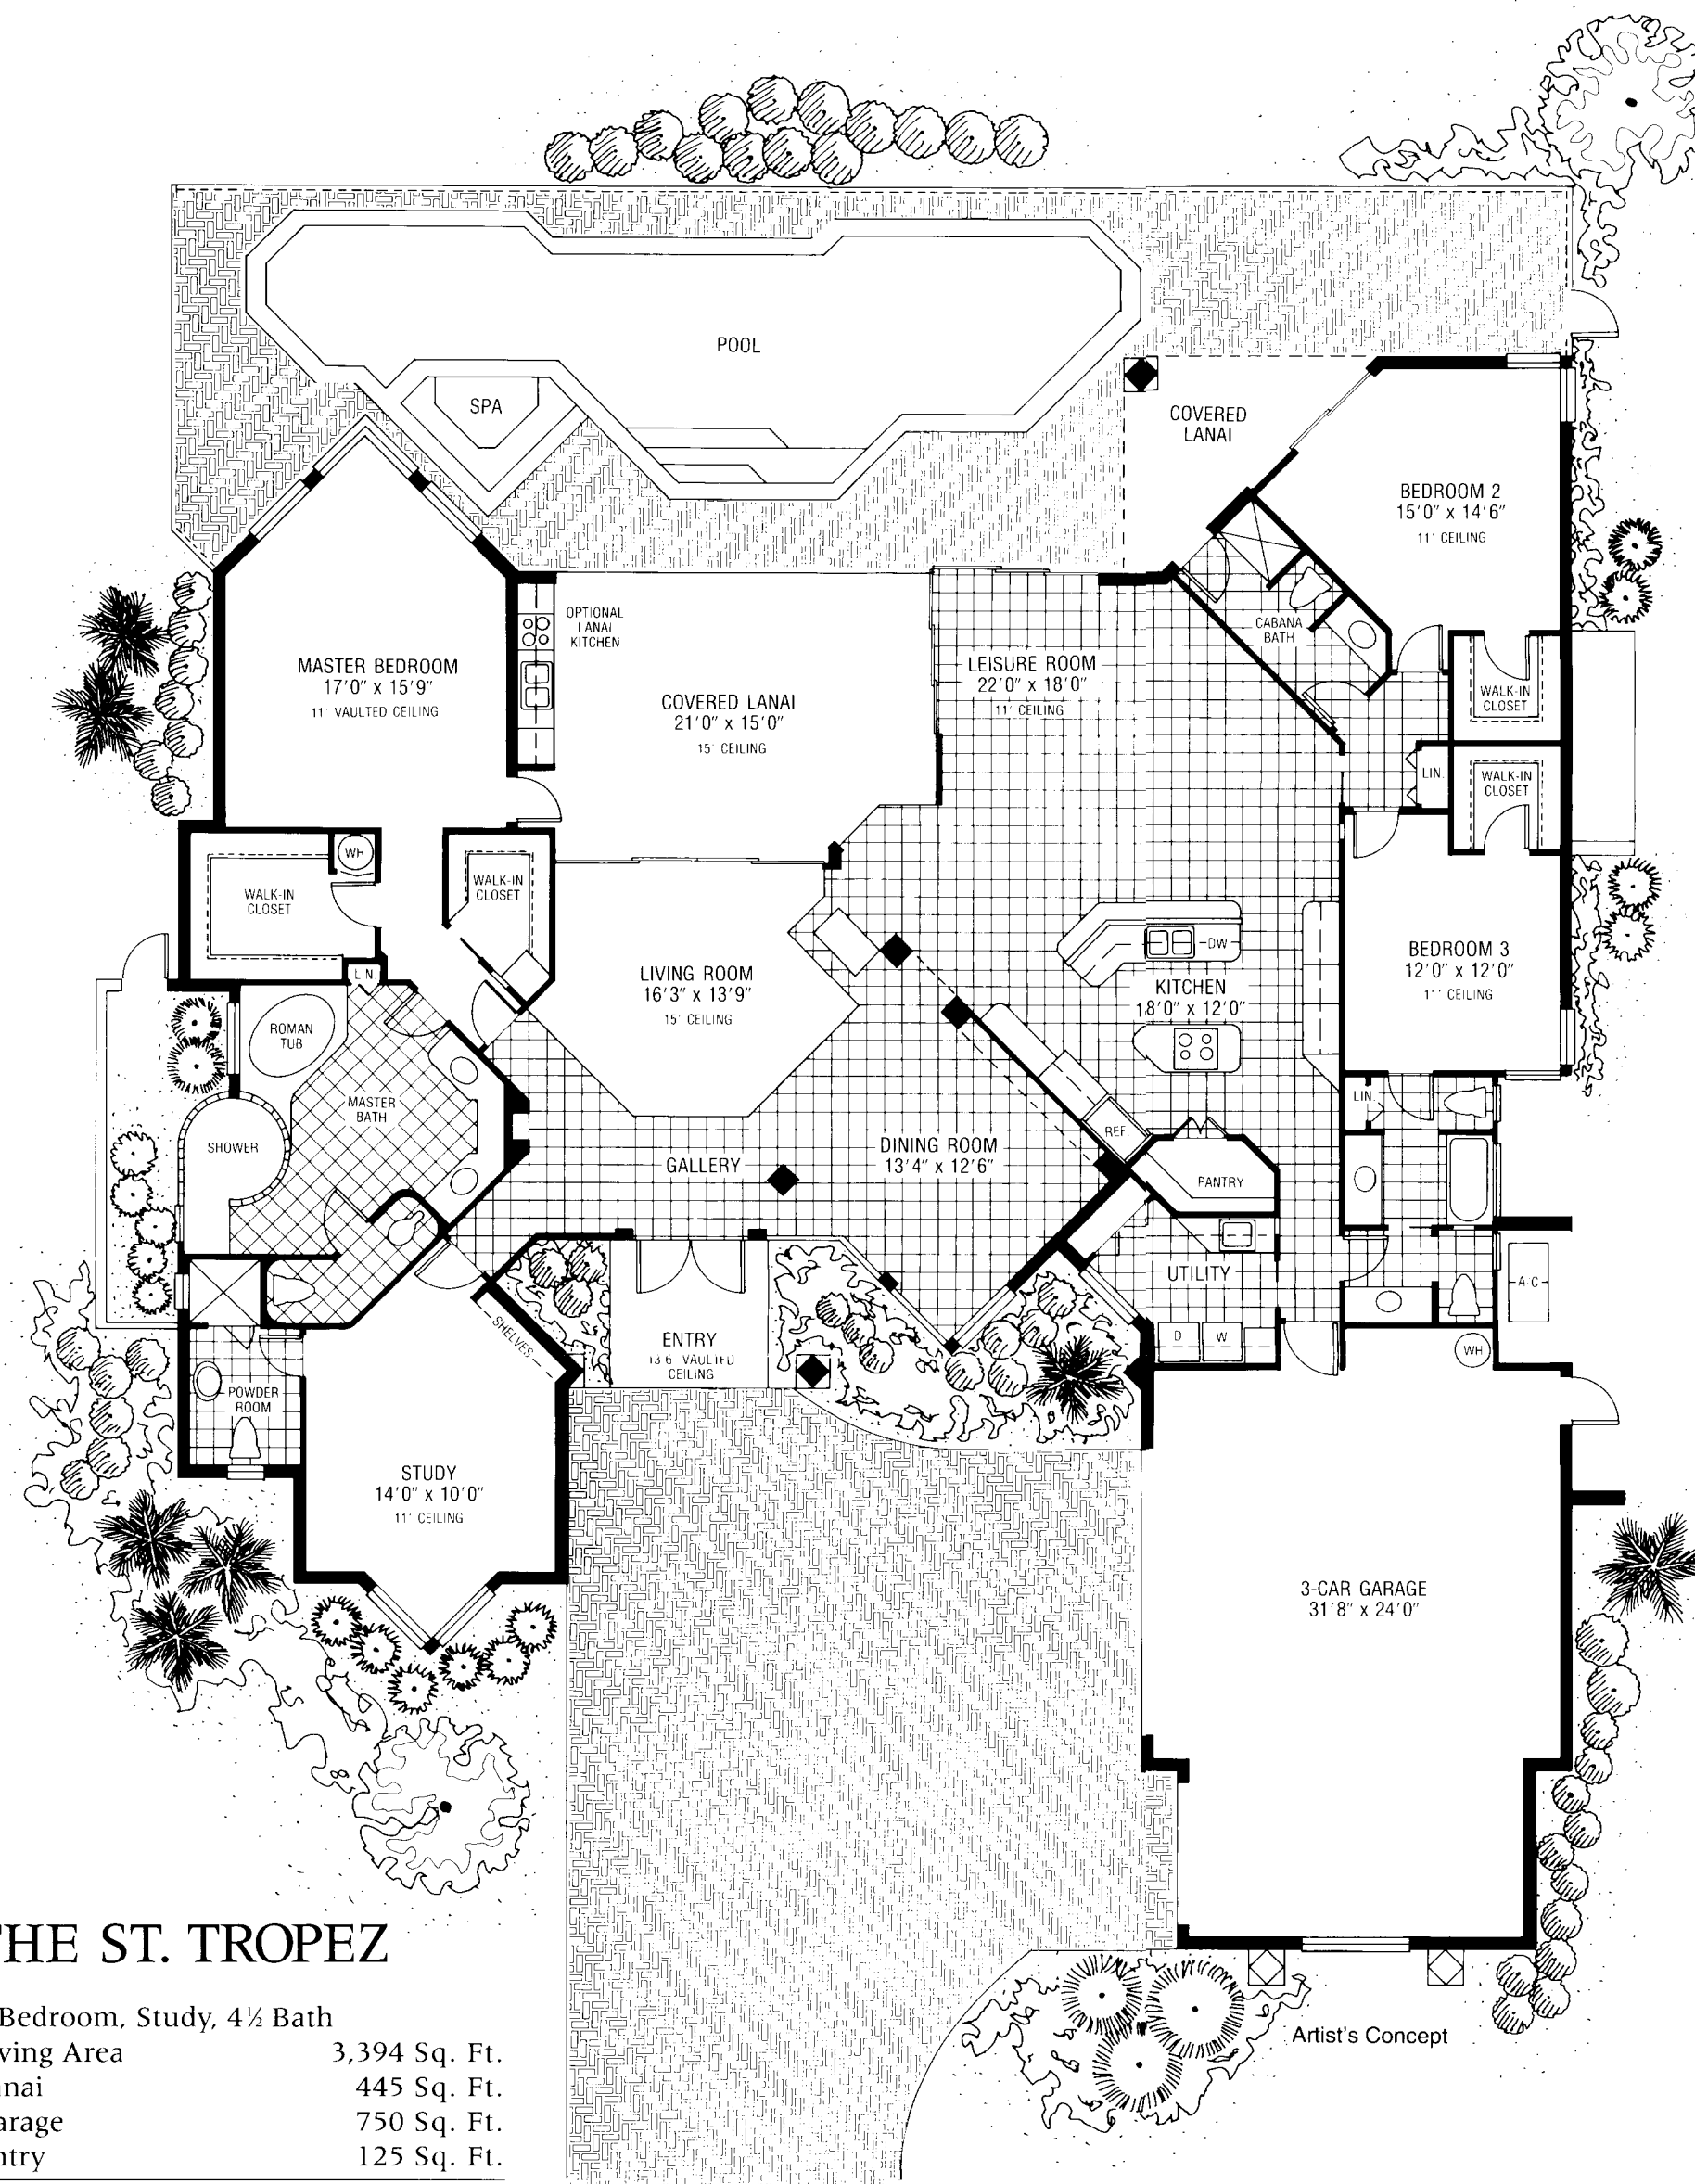 POOL
SPA
COVERED
LANAI
BEDROOM 2
15'0" x 14'6"
11' CEILING
OPTIONAL
LANAI
KITCHEN
CABANA
BATH
MASTER BEDROOM
17'0" x 15'9"
11' VAULTED CEILING
LEISURE ROOM
22'0" x 18'0"
11' CEILING
COVERED LANAI
21'0" x 15'0"
15' CEILING
WALK-IN
CLOSET
LIN.
WALK-IN
CLOSET
WH
WALK-IN
CLOSET
WALK-IN
CLOSET
LIN
DW
BEDROOM 3
12'0" x 12'0"
11' CEILING
LIVING ROOM
16'3" x 13'9"
15' CEILING
KITCHEN
18'0" x 12'0"
ROMAN
TUB
MASTER
BATH
LIN.
SHOWER
REF.
DINING ROOM
13'4" x 12'6"
GALLERY
PANTRY
UTILITY
A/C
SHELVES
ENTRY
13'6" VAULTED
CEILING
D
W
WH
POWDER
ROOM
STUDY
14'0" x 10'0"
11' CEILING
3-CAR GARAGE
31'8" x 24'0"
THE ST. TROPEZ
Bedroom, Study, 4½ Bath
ving Area 3,394 Sq. Ft.
nai 445 Sq. Ft.
arage 750 Sq. Ft.
ntry 125 Sq. Ft.
Artist's Concept